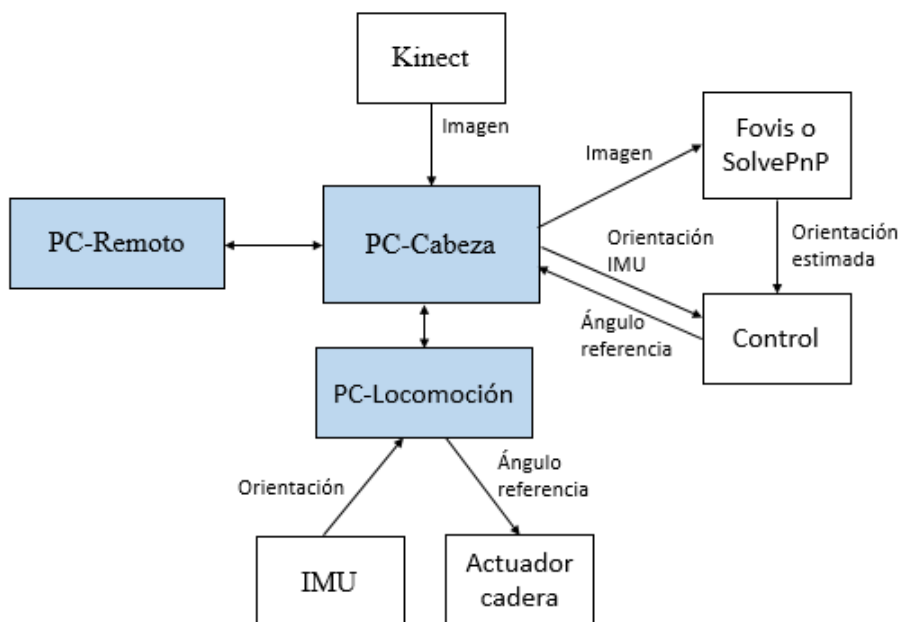 Kinect
Imagen
Fovis o
SolvePnP
Imagen
PC-Remoto
PC-Cabeza
Orientación
IMU
Orientación
estimada
Ángulo
referencia
Control
PC-Locomoción
Orientación
Ángulo
referencia
IMU
Actuador
cadera